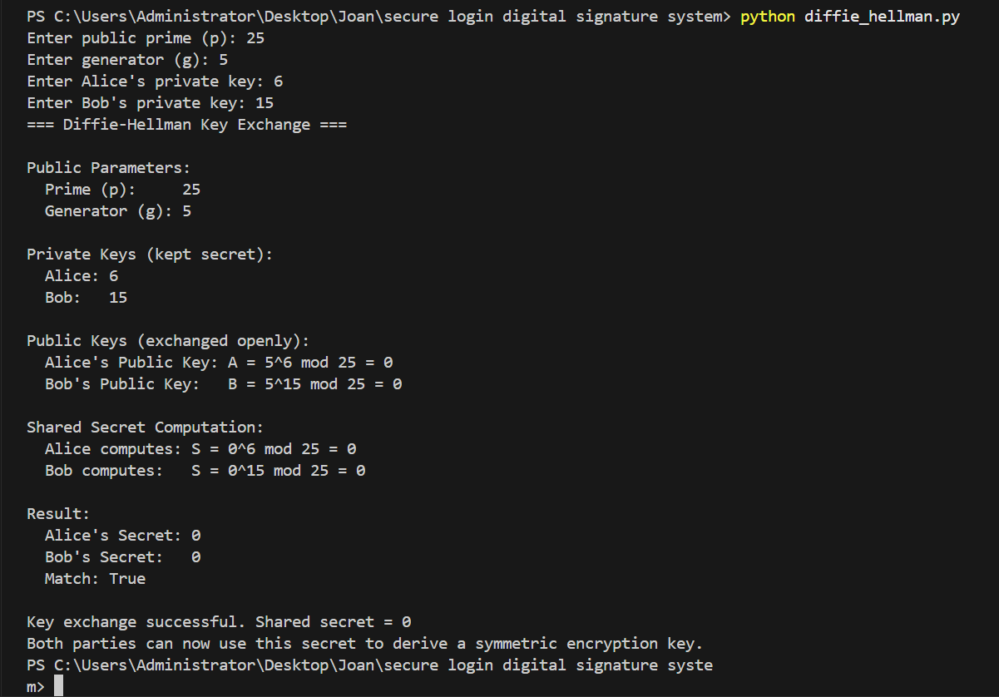 PS C:\Users\Administrator\Desktop\Joan\secure login digital signature system> python diffie_hellman.py
Enter public prime (p): 25
Enter generator (g): 5
Enter Alice's private key: 6
Enter Bob's private key: 15
=== Diffie-Hellman Key Exchange ===
Public Parameters:
  Prime (p):     25
  Generator (g): 5
Private Keys (kept secret):
  Alice: 6
  Bob:   15
Public Keys (exchanged openly):
  Alice's Public Key: A = 5^6 mod 25 = 0
  Bob's Public Key:   B = 5^15 mod 25 = 0
Shared Secret Computation:
  Alice computes: S = 0^6 mod 25 = 0
  Bob computes:   S = 0^15 mod 25 = 0
Result:
  Alice's Secret: 0
  Bob's Secret:   0
  Match: True
Key exchange successful. Shared secret = 0
Both parties can now use this secret to derive a symmetric encryption key.
PS C:\Users\Administrator\Desktop\Joan\secure login digital signature syste
m>